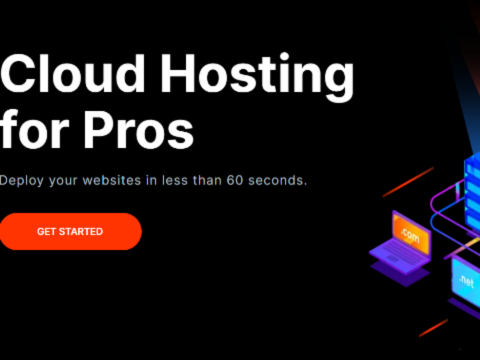 Cloud Hosting
for Pros
Deploy your websites in less than 60 seconds.
GET STARTED
.com
.net